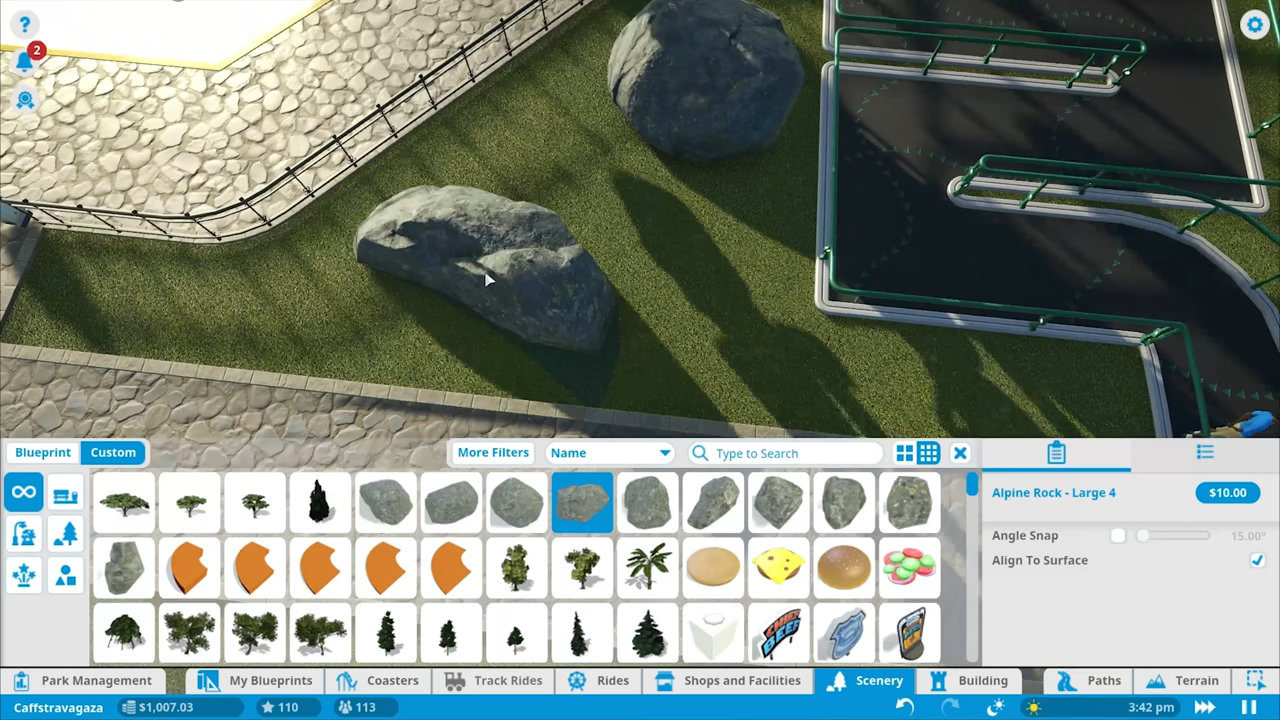 ?
2
Blueprint
Custom
More Filters
Name
Type to Search
Alpine Rock - Large 4
$10.00
Angle Snap
15.00°
Align To Surface
CHIEF
BEEF
Park Management
My Blueprints
Coasters
Track Rides
Rides
Shops and Facilities
Scenery
Building
Paths
Terrain
Caffstravagaza
$1,007.03
110
113
3:42 pm